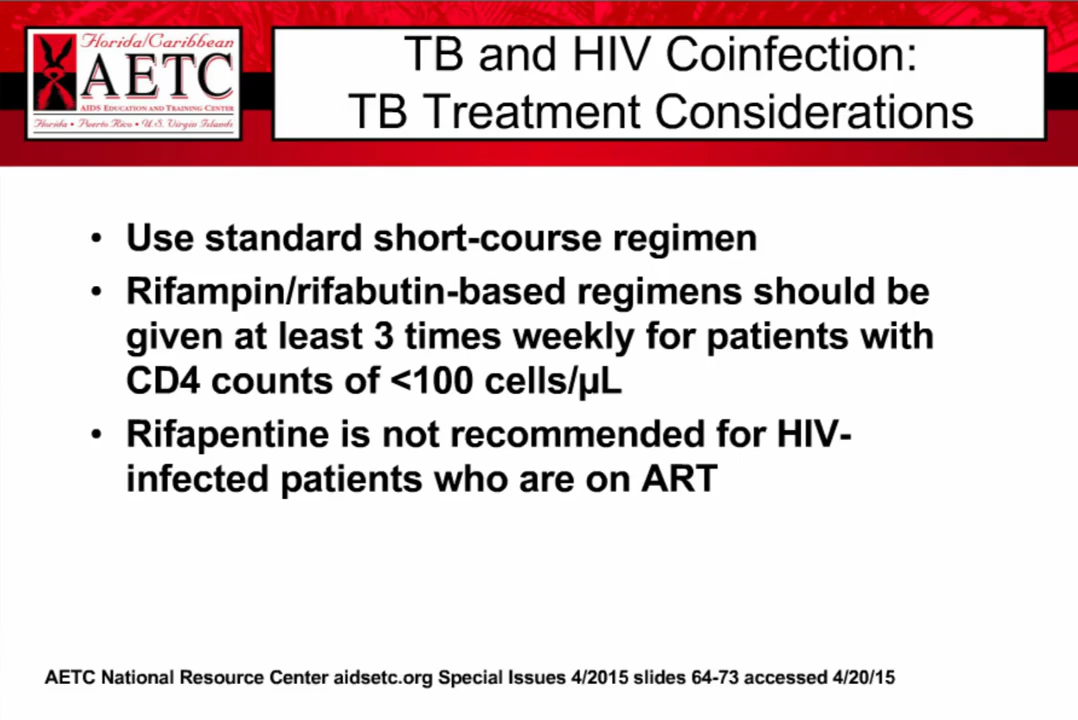 Florida/Caribbean
AETC
AIDS EDUCATION AND TRAINING CENTER
Florida • Puerto Rico • U.S. Virgin Islands
TB and HIV Coinfection:
TB Treatment Considerations
• Use standard short-course regimen
• Rifampin/rifabutin-based regimens should be
given at least 3 times weekly for patients with
CD4 counts of <100 cells/µL
• Rifapentine is not recommended for HIV-
infected patients who are on ART
AETC National Resource Center aidsetc.org Special Issues 4/2015 slides 64-73 accessed 4/20/15